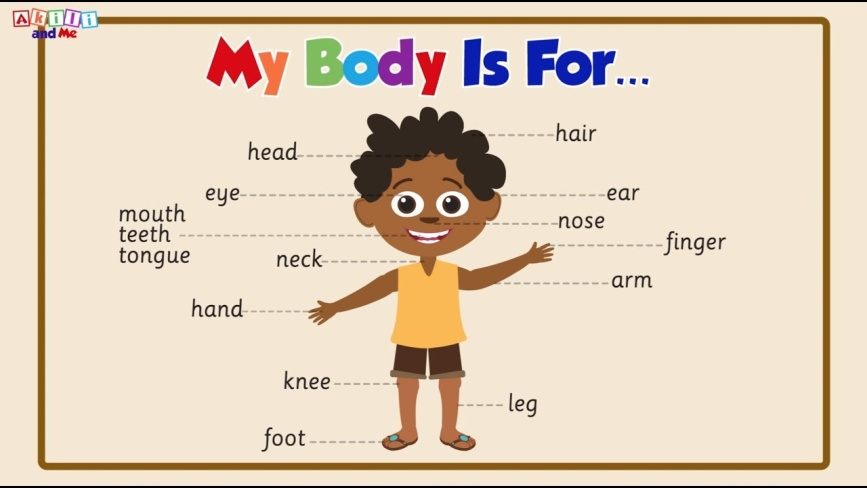 Akili
and Me
My Body Is For...
hair
head
eye
ear
mouth
teeth
tongue
nose
finger
neck
arm
hand
knee
leg
foot